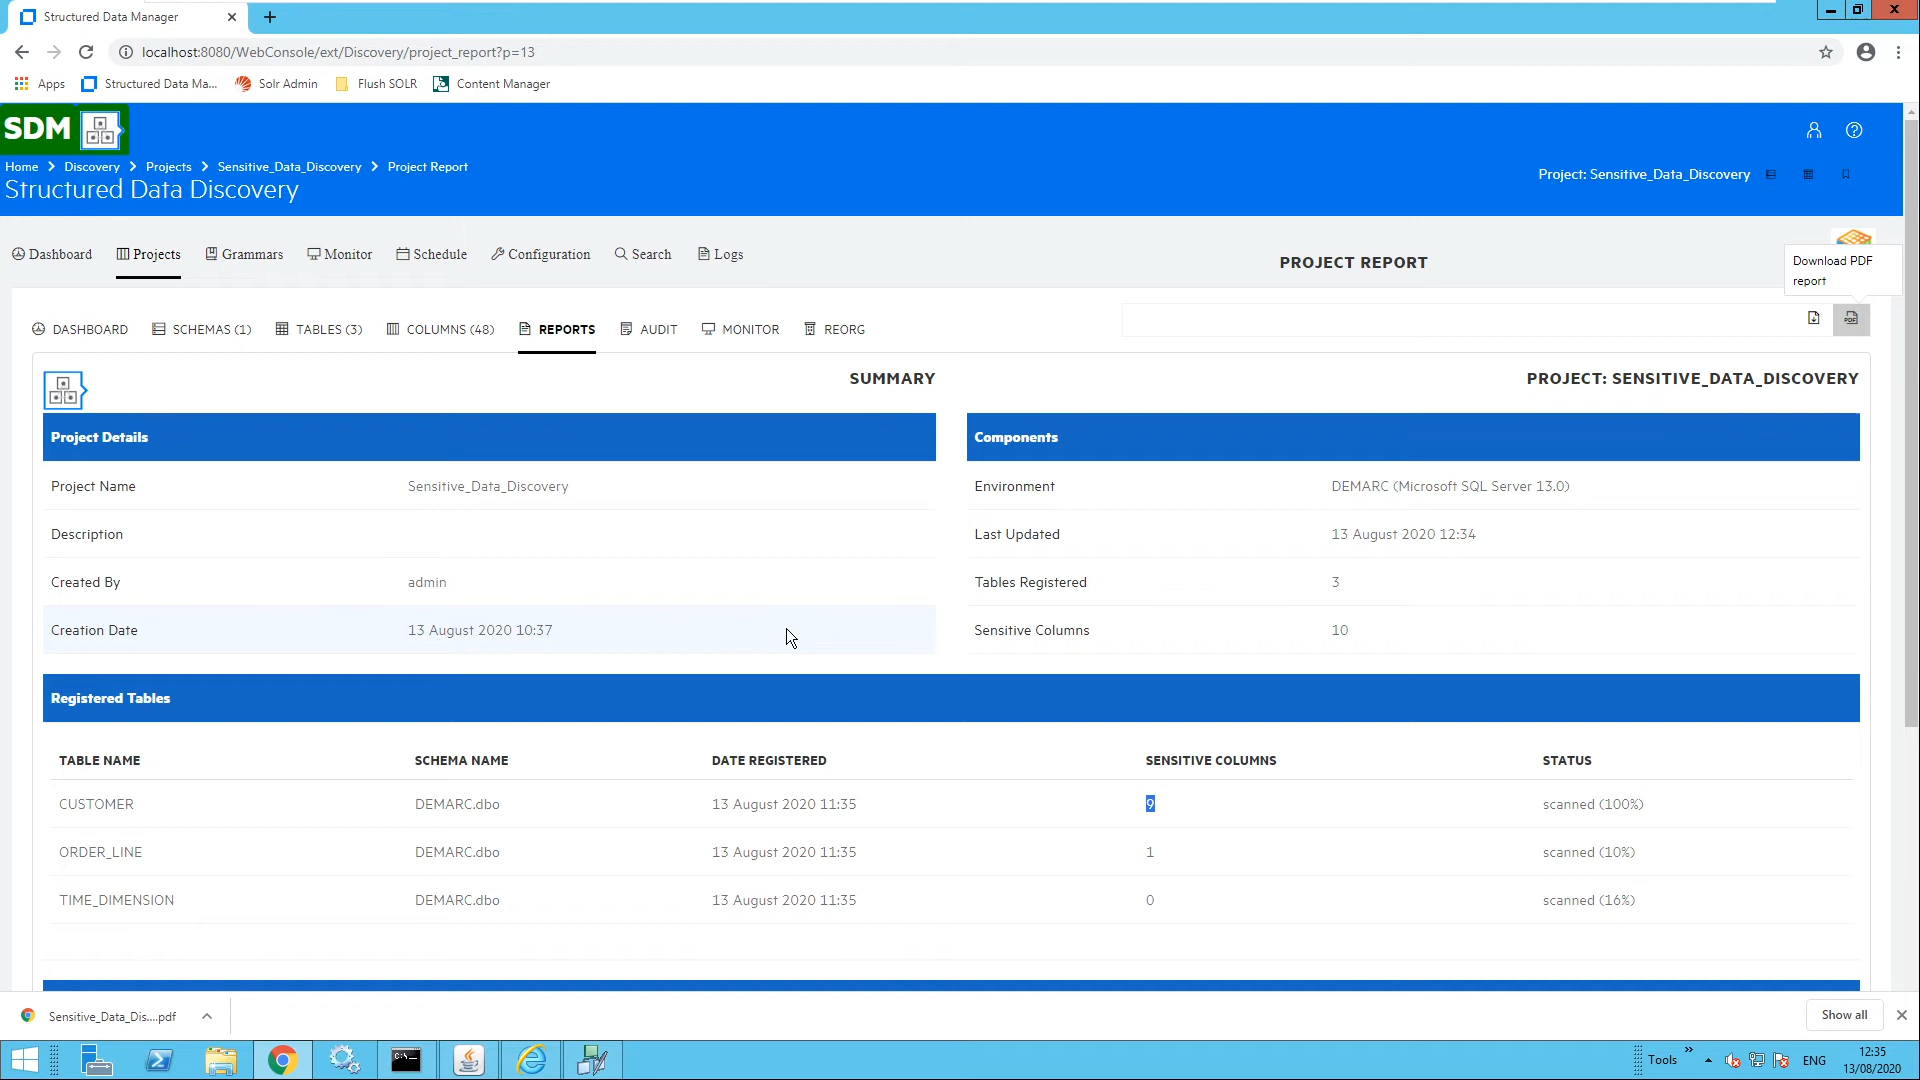 Structured Data Manager
localhost:8080/WebConsole/ext/Discovery/project_report?p=13
Apps Structured Data Ma... Solr Admin Flush SOLR Content Manager
SDM
Home > Discovery > Projects > Sensitive_Data_Discovery > Project Report
Structured Data Discovery
Project: Sensitive_Data_Discovery
Dashboard Projects Grammars Monitor Schedule Configuration Search Logs
PROJECT REPORT
Download PDF
report
DASHBOARD SCHEMAS (1) TABLES (3) COLUMNS (48) REPORTS AUDIT MONITOR REORG
PDF
SUMMARY
PROJECT: SENSITIVE_DATA_DISCOVERY
Project Details
Project Name Sensitive_Data_Discovery
Description
Created By admin
Creation Date 13 August 2020 10:37
Components
Environment DEMARC (Microsoft SQL Server 13.0)
Last Updated 13 August 2020 12:34
Tables Registered 3
Sensitive Columns 10
Registered Tables
TABLE NAME SCHEMA NAME DATE REGISTERED SENSITIVE COLUMNS STATUS
CUSTOMER DEMARC.dbo 13 August 2020 11:35 9 scanned (100%)
ORDER_LINE DEMARC.dbo 13 August 2020 11:35 1 scanned (10%)
TIME_DIMENSION DEMARC.dbo 13 August 2020 11:35 0 scanned (16%)
Sensitive_Data_Dis....pdf
Show all
Tools
ENG
12:35
13/08/2020